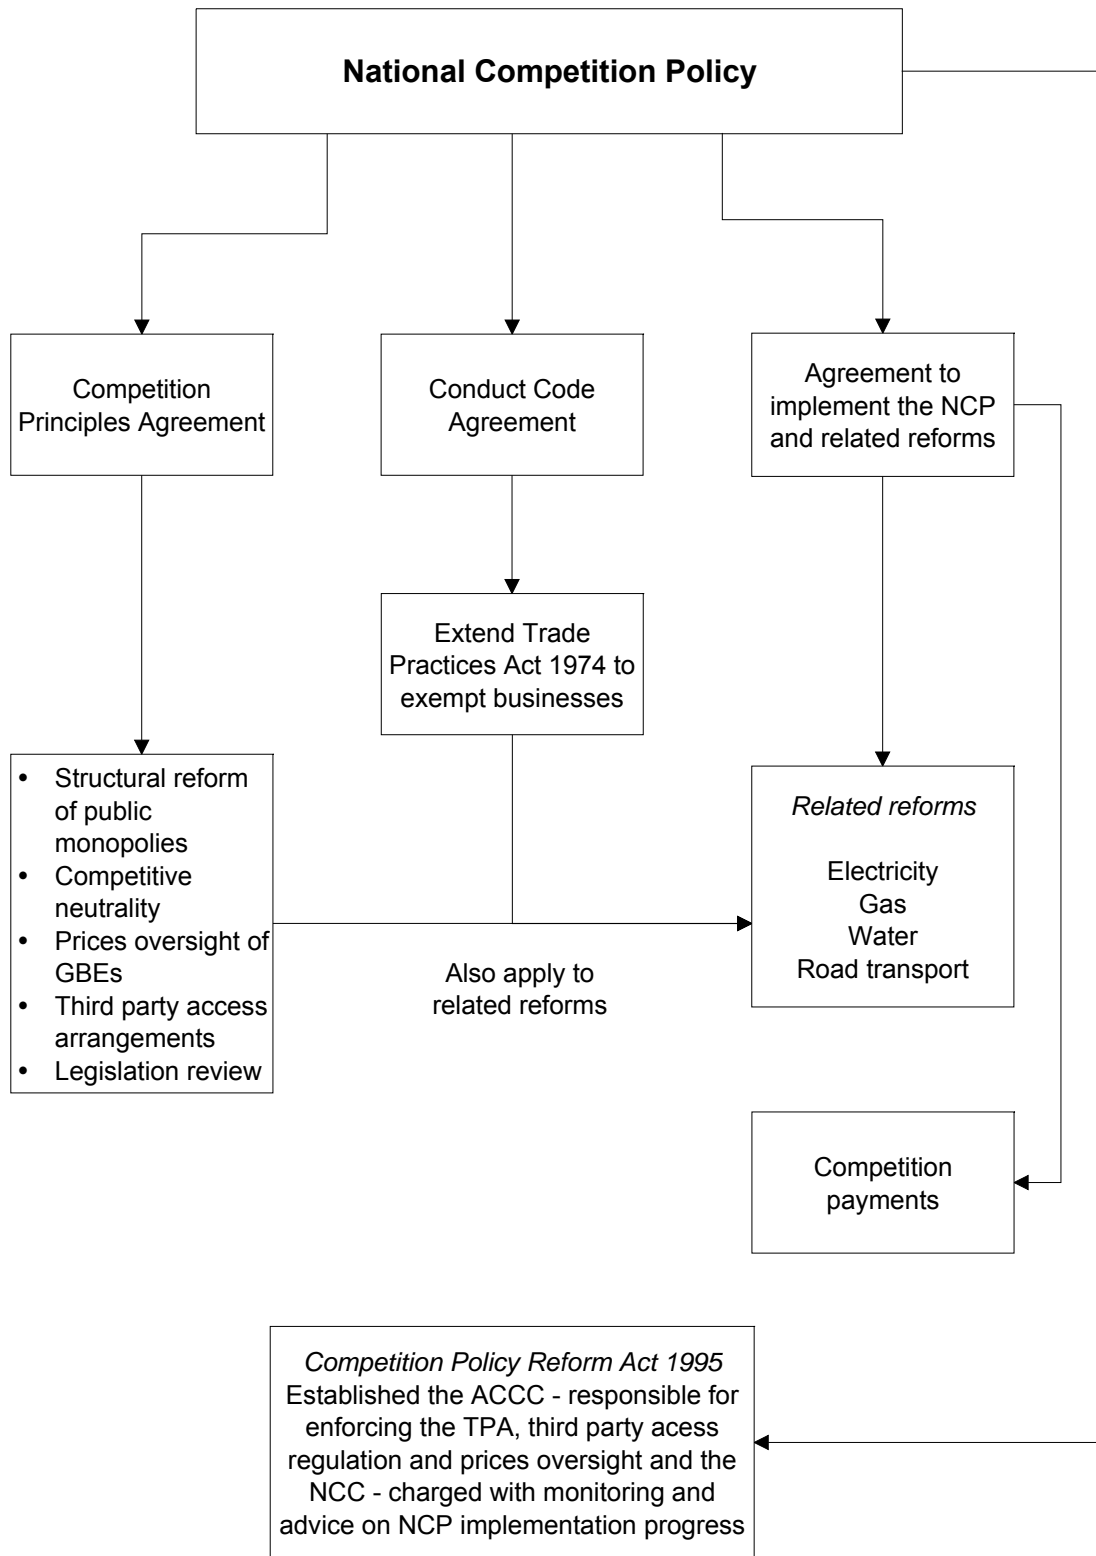 National Competition Policy
Competition
Principles Agreement
Conduct Code
Agreement
Agreement to
implement the NCP
and related reforms
Extend Trade
Practices Act 1974 to
exempt businesses
• Structural reform
of public
monopolies
• Competitive
neutrality
• Prices oversight of
GBEs
• Third party access
arrangements
• Legislation review
Also apply to
related reforms
Related reforms
Electricity
Gas
Water
Road transport
Competition
payments
Competition Policy Reform Act 1995
Established the ACCC - responsible for
enforcing the TPA, third party acess
regulation and prices oversight and the
NCC - charged with monitoring and
advice on NCP implementation progress